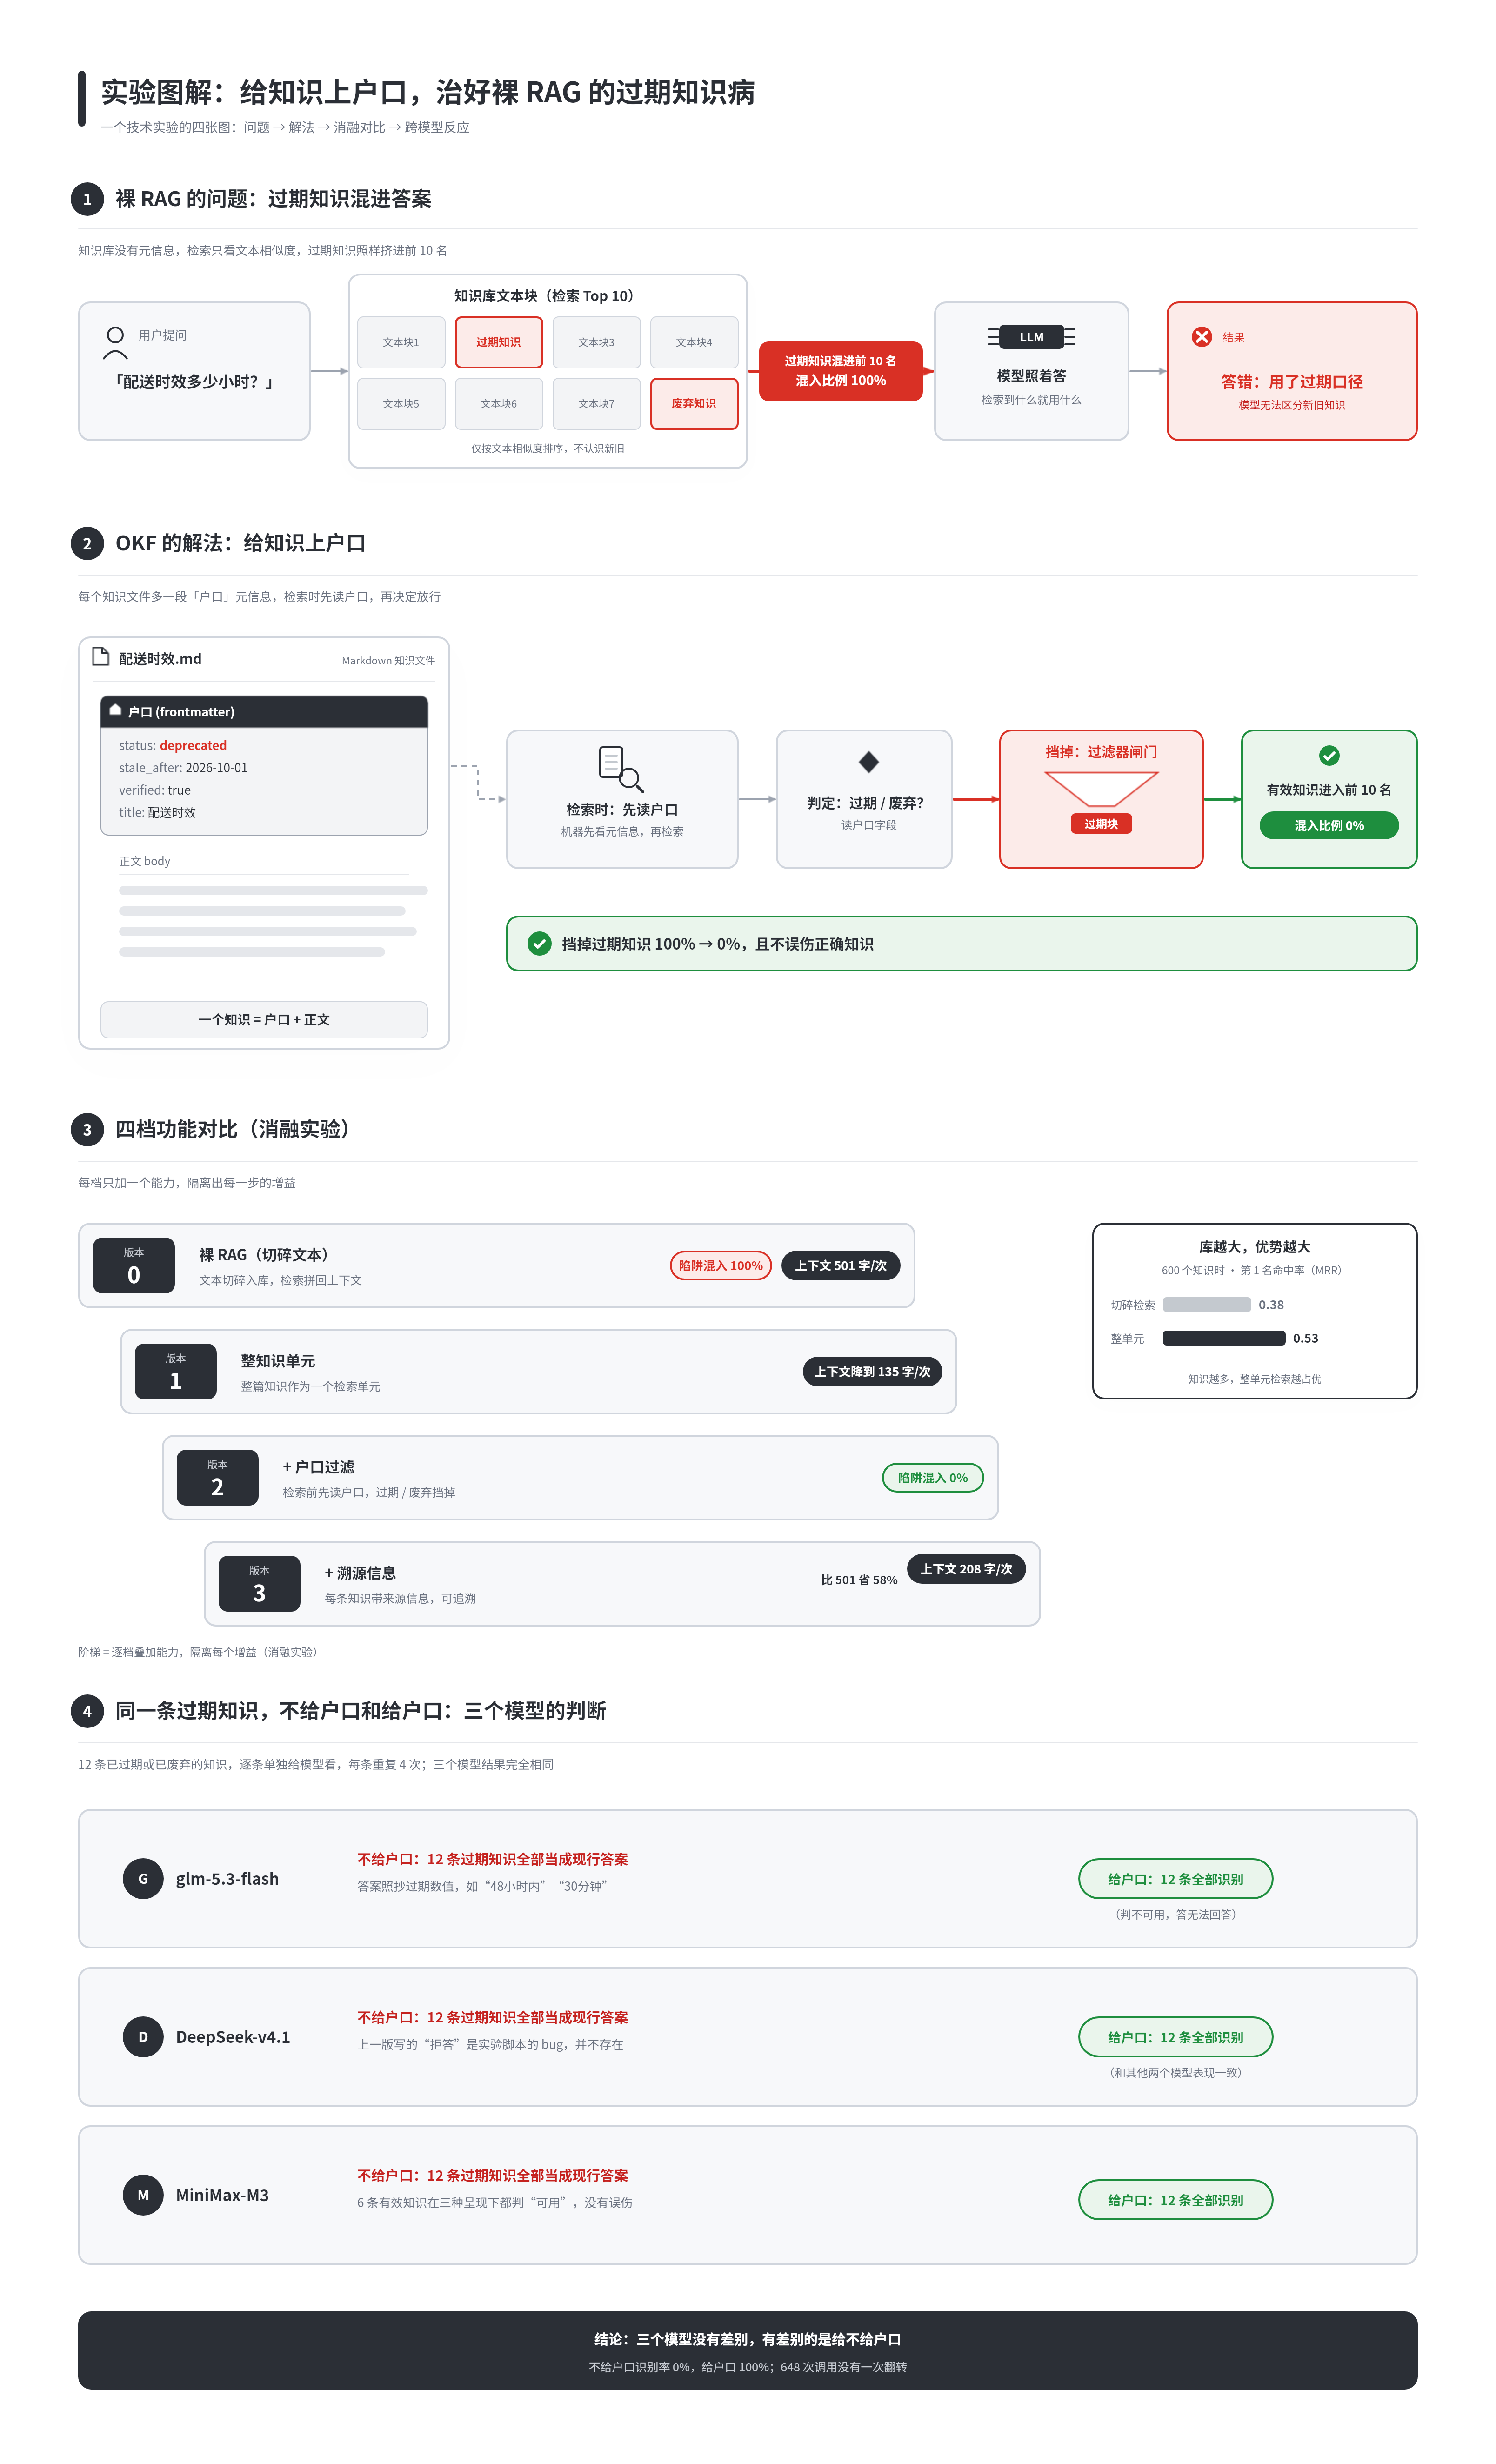 实验图解：给知识上户口，治好裸 RAG 的过期知识病
一个技术实验的四张图：问题 → 解法 → 消融对比 → 跨模型反应
1 裸 RAG 的问题：过期知识混进答案
知识库没有元信息，检索只看文本相似度，过期知识照样挤进前 10 名
用户提问
「配送时效多少小时？」
知识库文本块（检索 Top 10）
文本块1
过期知识
文本块3
文本块4
文本块5
文本块6
文本块7
废弃知识
仅按文本相似度排序，不认识新旧
过期知识混进前 10 名
混入比例 100%
LLM
模型照着答
检索到什么就用什么
结果
答错：用了过期口径
模型无法区分新旧知识
2 OKF 的解法：给知识上户口
每个知识文件多一段「户口」元信息，检索时先读户口，再决定放行
配送时效.md
Markdown 知识文件
户口 (frontmatter)
status: deprecated
stale_after: 2026-10-01
verified: true
title: 配送时效
正文 body
一个知识 = 户口 + 正文
检索时：先读户口
机器先看元信息，再检索
判定：过期 / 废弃?
读户口字段
挡掉：过滤器闸门
过期块
有效知识进入前 10 名
混入比例 0%
挡掉过期知识 100% → 0%，且不误伤正确知识
3 四档功能对比（消融实验）
每档只加一个能力，隔离出每一步的增益
版本
0
裸 RAG（切碎文本）
文本切碎入库，检索拼回上下文
陷阱混入 100%
上下文 501 字/次
版本
1
整知识单元
整篇知识作为一个检索单元
上下文降到 135 字/次
版本
2
+ 户口过滤
检索前先读户口，过期 / 废弃挡掉
陷阱混入 0%
版本
3
+ 溯源信息
每条知识带来源信息，可追溯
比 501 省 58%
上下文 208 字/次
库越大，优势越大
600 个知识时 · 第 1 名命中率（MRR）
切碎检索 0.38
整单元 0.53
知识越多，整单元检索越占优
阶梯 = 逐档叠加能力，隔离每个增益（消融实验）
4 同一条过期知识，不给户口和给户口：三个模型的判断
12 条已过期或已废弃的知识，逐条单独给模型看，每条重复 4 次；三个模型结果完全相同
G glm-5.3-flash
不给户口：12 条过期知识全部当成现行答案
答案照抄过期数值，如“48小时内”“30分钟”
给户口：12 条全部识别
（判不可用，答无法回答）
D DeepSeek-v4.1
不给户口：12 条过期知识全部当成现行答案
上一版写的“拒答”是实验脚本的 bug，并不存在
给户口：12 条全部识别
（和其他两个模型表现一致）
M MiniMax-M3
不给户口：12 条过期知识全部当成现行答案
6 条有效知识在三种呈现下都判“可用”，没有误伤
给户口：12 条全部识别
结论：三个模型没有差别，有差别的是给不给户口
不给户口识别率 0%，给户口 100%；648 次调用没有一次翻转